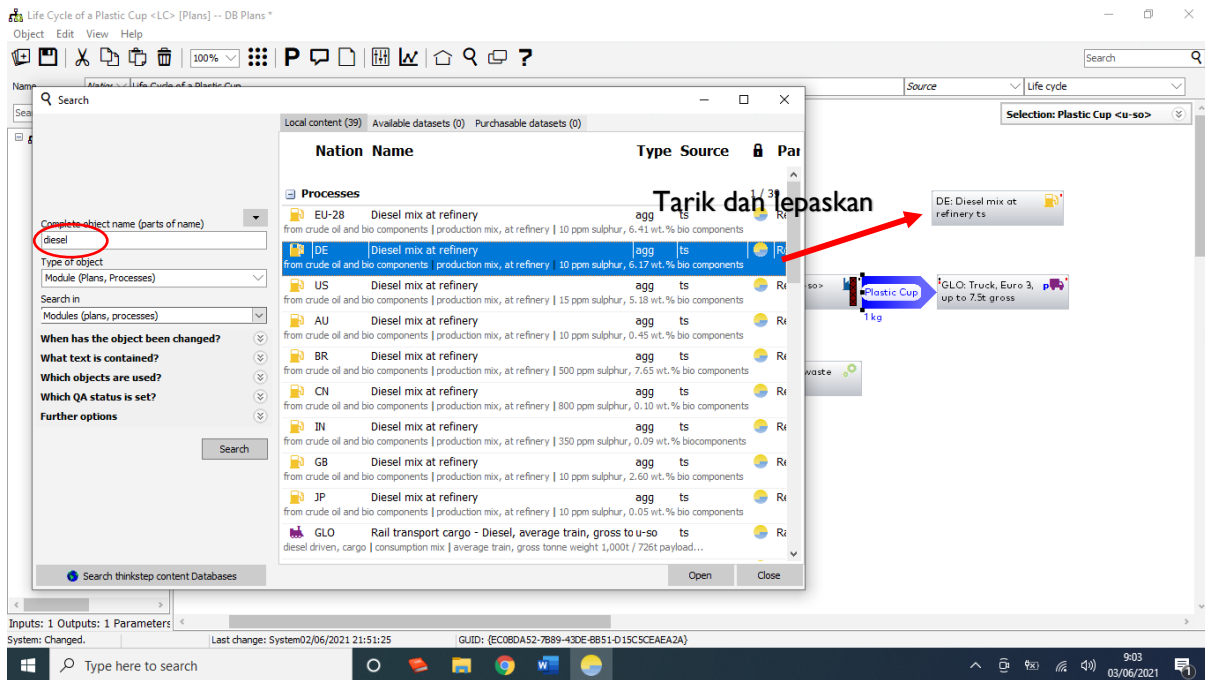 Life Cycle of a Plastic Cup <LC> [Plans] -- DB Plans *
Object Edit View Help
100%
P
?
Search
Nation Life Cycle of a Plastic Cup
Source
Life cycle
Search
Selection: Plastic Cup <u-so>
Local content (39) Available datasets (0) Purchasable datasets (0)
Nation Name Type Source Par
Processes 1 / 39
Tarik dan lepaskan
Complete object name (parts of name)
diesel
Type of object
Module (Plans, Processes)
Search in
Modules (plans, processes)
When has the object been changed?
What text is contained?
Which objects are used?
Which QA status is set?
Further options
Search
EU-28 Diesel mix at refinery agg ts Re
from crude oil and bio components | production mix, at refinery | 10 ppm sulphur, 6.41 wt.% bio components
DE Diesel mix at refinery agg ts
from crude oil and bio components | production mix, at refinery | 10 ppm sulphur, 6.17 wt.% bio components
US Diesel mix at refinery agg ts Re
from crude oil and bio components | production mix, at refinery | 15 ppm sulphur, 5.18 wt.% bio components
AU Diesel mix at refinery agg ts Re
from crude oil and bio components | production mix, at refinery | 10 ppm sulphur, 0.45 wt.% bio components
BR Diesel mix at refinery agg ts Re
from crude oil and bio components | production mix, at refinery | 500 ppm sulphur, 7.65 wt.% bio components
CN Diesel mix at refinery agg ts Re
from crude oil and bio components | production mix, at refinery | 800 ppm sulphur, 0.10 wt.% bio components
IN Diesel mix at refinery agg ts Re
from crude oil and bio components | production mix, at refinery | 350 ppm sulphur, 0.09 wt.% biocomponents
GB Diesel mix at refinery agg ts Re
from crude oil and bio components | production mix, at refinery | 10 ppm sulphur, 2.60 wt.% bio components
JP Diesel mix at refinery agg ts Re
from crude oil and bio components | production mix, at refinery | 10 ppm sulphur, 0.05 wt.% bio components
GLO Rail transport cargo - Diesel, average train, gross to u-so ts Ra
diesel driven, cargo | consumption mix | average train, gross tonne weight 1,000t / 726t payload...
Search thinkstep content Databases
Open Close
DE: Diesel mix at
refinery ts
so>
Plastic Cup
1 kg
GLO: Truck, Euro 3,
up to 7.5t gross
p
waste
Inputs: 1 Outputs: 1 Parameters
System: Changed. Last change: System02/06/2021 21:51:25 GUID: {EC0BDA52-7B89-43DE-BB51-D15C5CEAEA2A}
Type here to search
9:03
03/06/2021
1